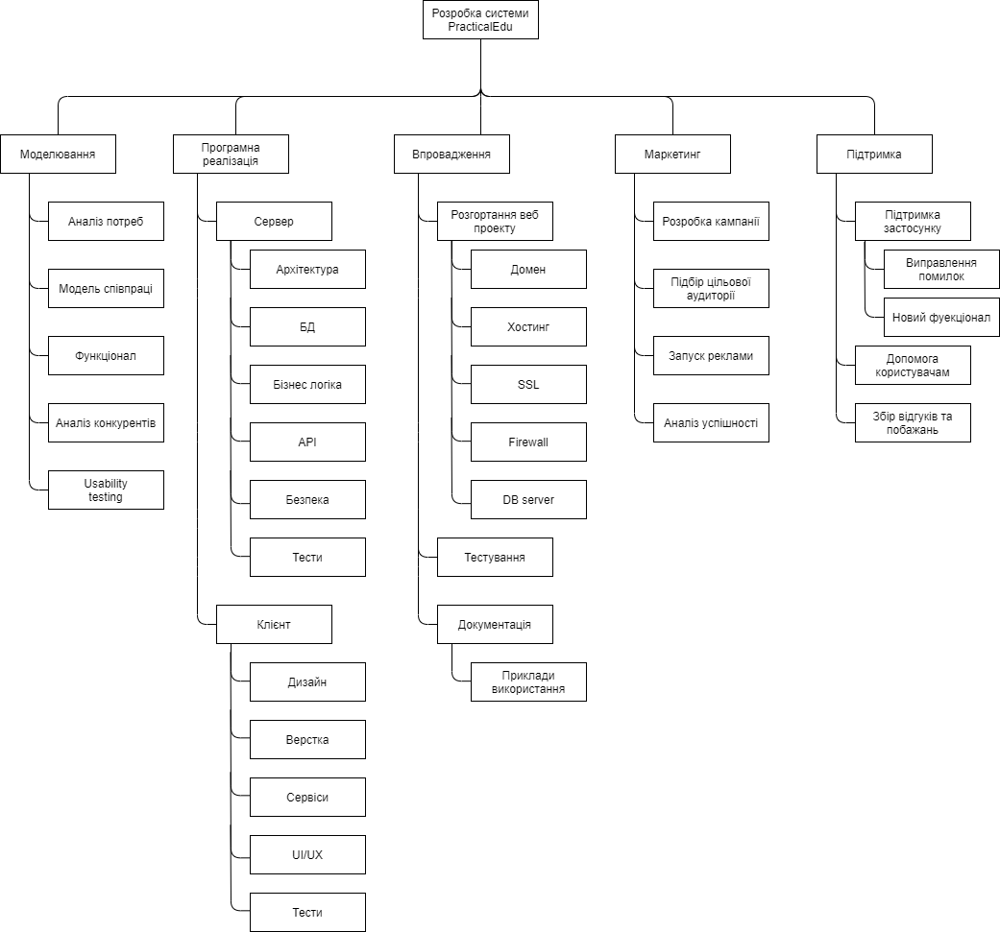 Розробка системи
PracticalEdu
Моделювання
Аналіз потреб
Модель співпраці
Функціонал
Аналіз конкурентів
Usability
testing
Програмна
реалізація
Сервер
Архітектура
БД
Бізнес логіка
API
Безпека
Тести
Клієнт
Дизайн
Верстка
Сервіси
UI/UX
Тести
Впровадження
Розгортання веб
проекту
Домен
Хостинг
SSL
Firewall
DB server
Тестування
Документація
Приклади
використання
Маркетинг
Розробка кампанії
Підбір цільової
аудиторії
Запуск реклами
Аналіз успішності
Підтримка
Підтримка
застосунку
Виправлення
помилок
Новий фуекціонал
Допомога
користувачам
Збір відгуків та
побажань